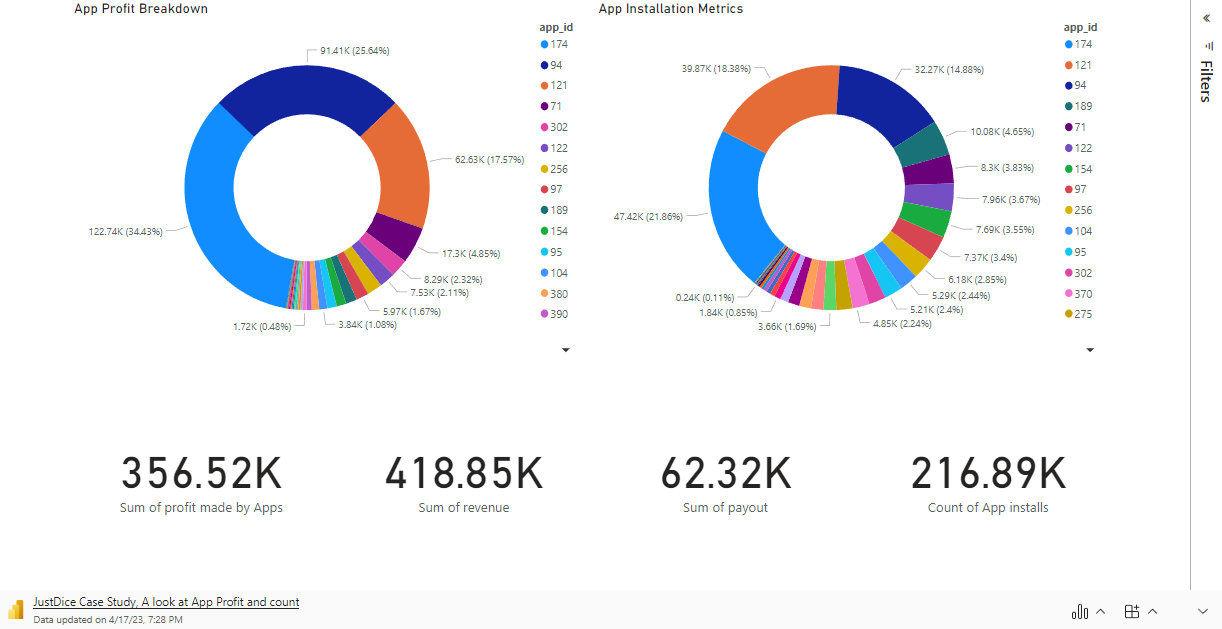 App Profit Breakdown
91.41K (25.64%)
62.63K (17.57%)
17.3K (4.85%)
8.29K (2.32%)
7.53K (2.11%)
5.97K (1.67%)
3.84K (1.08%)
1.72K (0.48%)
122.74K (34.43%)
app_id
174
94
121
71
302
122
256
97
189
154
95
104
380
390
App Installation Metrics
39.87K (18.38%)
32.27K (14.88%)
10.08K (4.65%)
8.3K (3.83%)
7.96K (3.67%)
7.69K (3.55%)
7.37K (3.4%)
6.18K (2.85%)
5.29K (2.44%)
5.21K (2.4%)
4.85K (2.24%)
3.66K (1.69%)
1.84K (0.85%)
0.24K (0.11%)
47.42K (21.86%)
app_id
174
121
94
189
71
122
154
97
256
104
95
302
370
275
Filters
356.52K
Sum of profit made by Apps
418.85K
Sum of revenue
62.32K
Sum of payout
216.89K
Count of App installs
JustDice Case Study, A look at App Profit and count
Data updated on 4/17/23, 7:28 PM